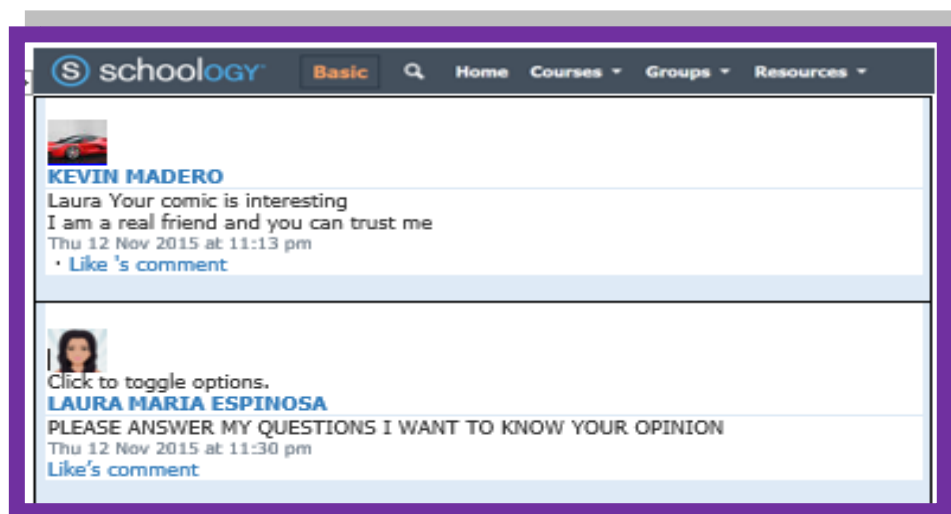 S schoology Basic Home Courses Groups Resources
KEVIN MADERO
Laura Your comic is interesting
I am a real friend and you can trust me
Thu 12 Nov 2015 at 11:13 pm
· Like 's comment
Click to toggle options.
LAURA MARIA ESPINOSA
PLEASE ANSWER MY QUESTIONS I WANT TO KNOW YOUR OPINION
Thu 12 Nov 2015 at 11:30 pm
Like's comment